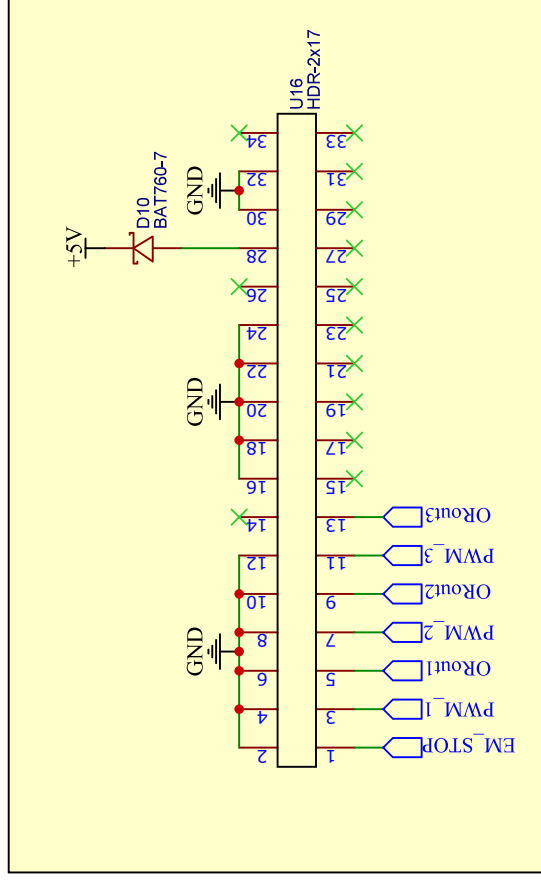 U16
HDR-2x17
D10
BAT760-7
+5V
GND
GND
GND
34
32
30
28
26
24
22
20
18
16
14
12
10
8
6
4
2
33
31
29
27
25
23
21
19
17
15
13
11
9
7
5
3
1
ORout3
PWM_3
ORout2
PWM_2
ORout1
PWM_1
EM_STOP